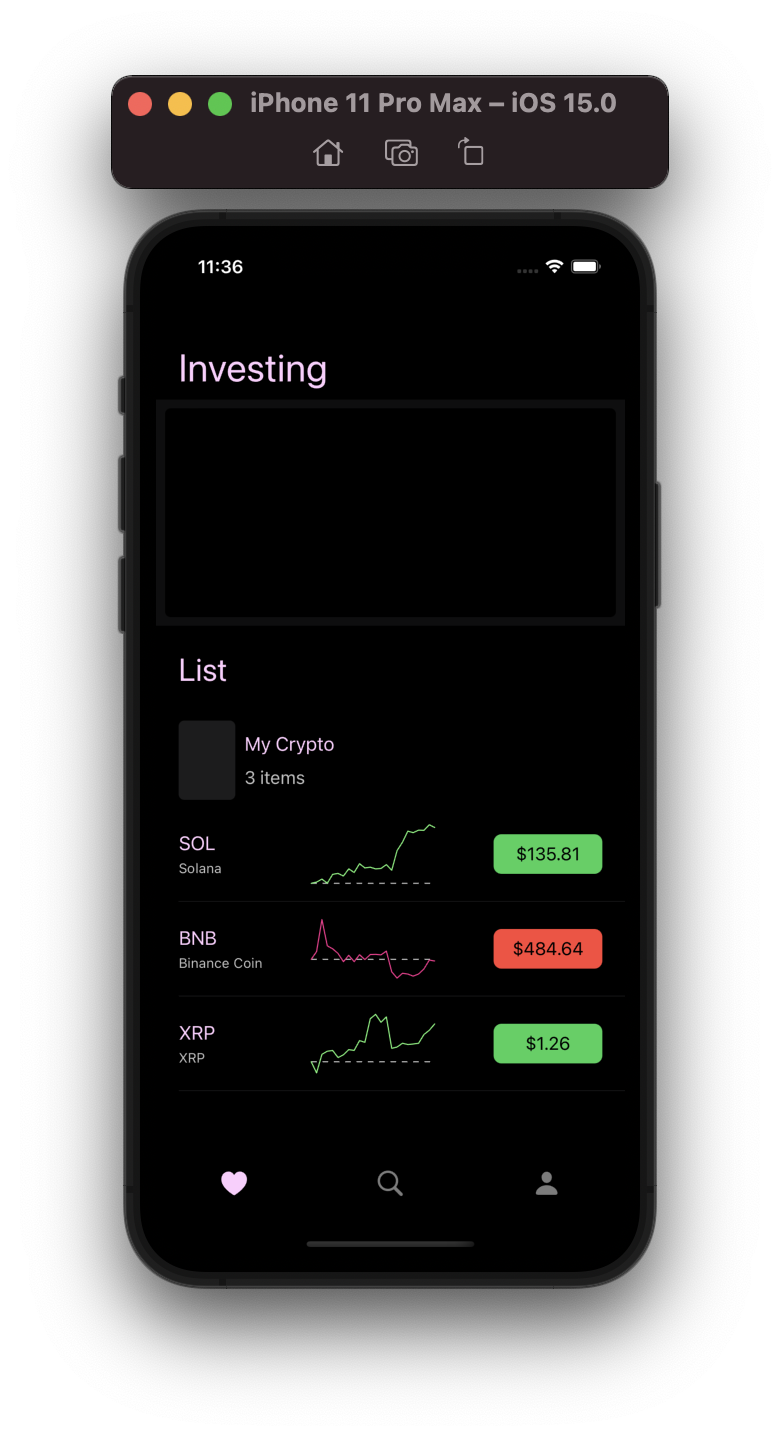 iPhone 11 Pro Max – iOS 15.0
11:36
Investing
List
My Crypto
3 items
SOL
Solana
$135.81
BNB
Binance Coin
$484.64
XRP
XRP
$1.26